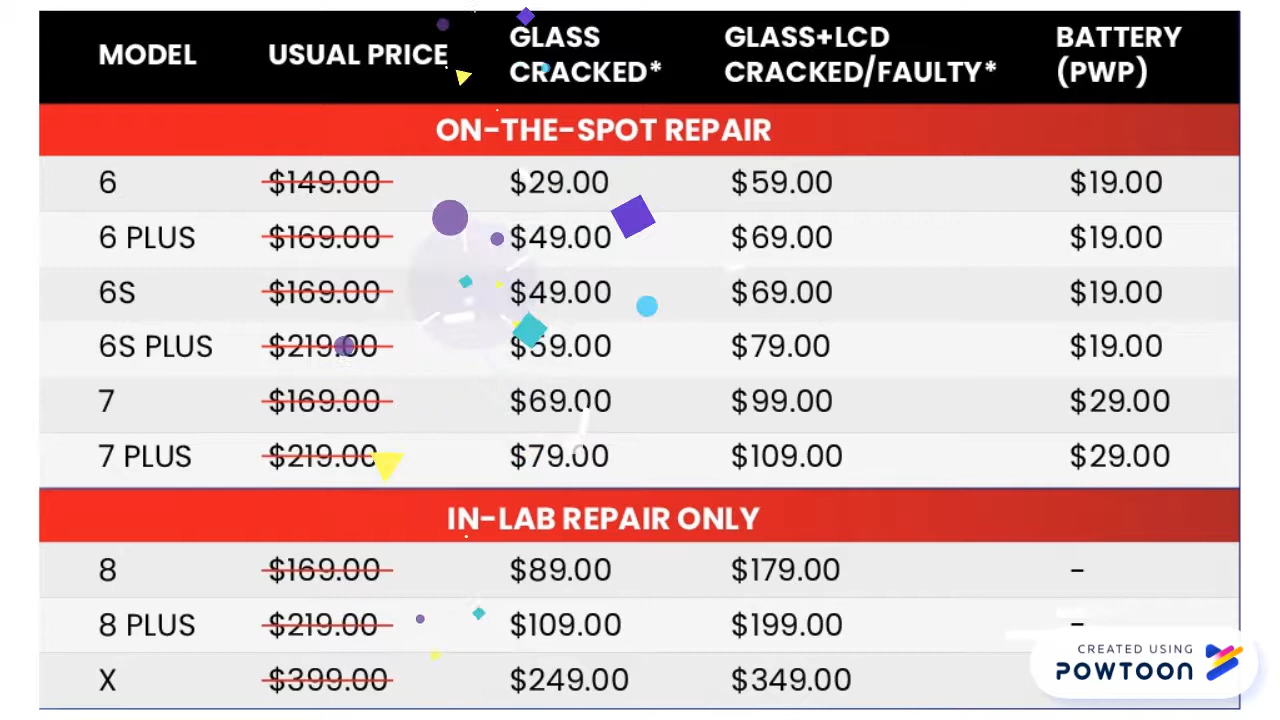 MODEL USUAL PRICE GLASS CRACKED* GLASS+LCD CRACKED/FAULTY* BATTERY (PWP)
ON-THE-SPOT REPAIR
6 $149.00 $29.00 $59.00 $19.00
6 PLUS $169.00 $49.00 $69.00 $19.00
6S $169.00 $49.00 $69.00 $19.00
6S PLUS $219.00 $59.00 $79.00 $19.00
7 $169.00 $69.00 $99.00 $29.00
7 PLUS $219.00 $79.00 $109.00 $29.00
IN-LAB REPAIR ONLY
8 $169.00 $89.00 $179.00 -
8 PLUS $219.00 $109.00 $199.00 -
X $399.00 $249.00 $349.00
CREATED USING
POWTOON